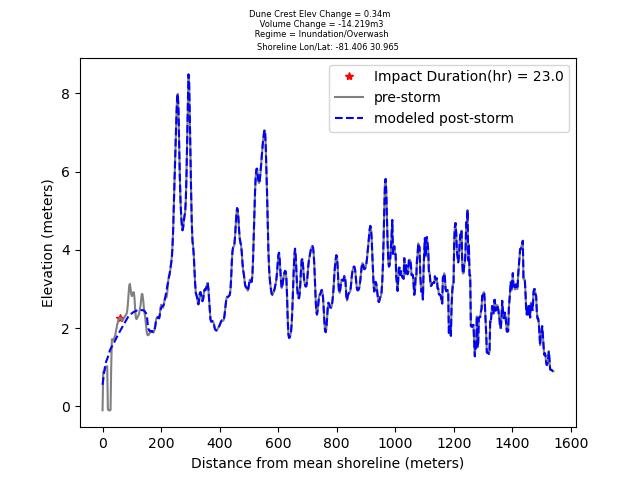 Dune Crest Elev Change = 0.34m
Volume Change = -14.219m3
Regime = Inundation/Overwash
Shoreline Lon/Lat: -81.406 30.965
Impact Duration(hr) = 23.0
pre-storm
modeled post-storm
Elevation (meters)
8
6
4
2
0
0 200 400 600 800 1000 1200 1400 1600
Distance from mean shoreline (meters)